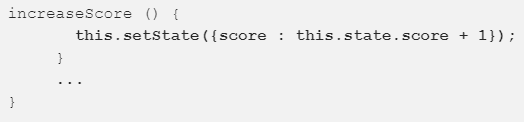 increaseScore () {
       this.setState({score : this.state.score + 1});
     }
     ...
}